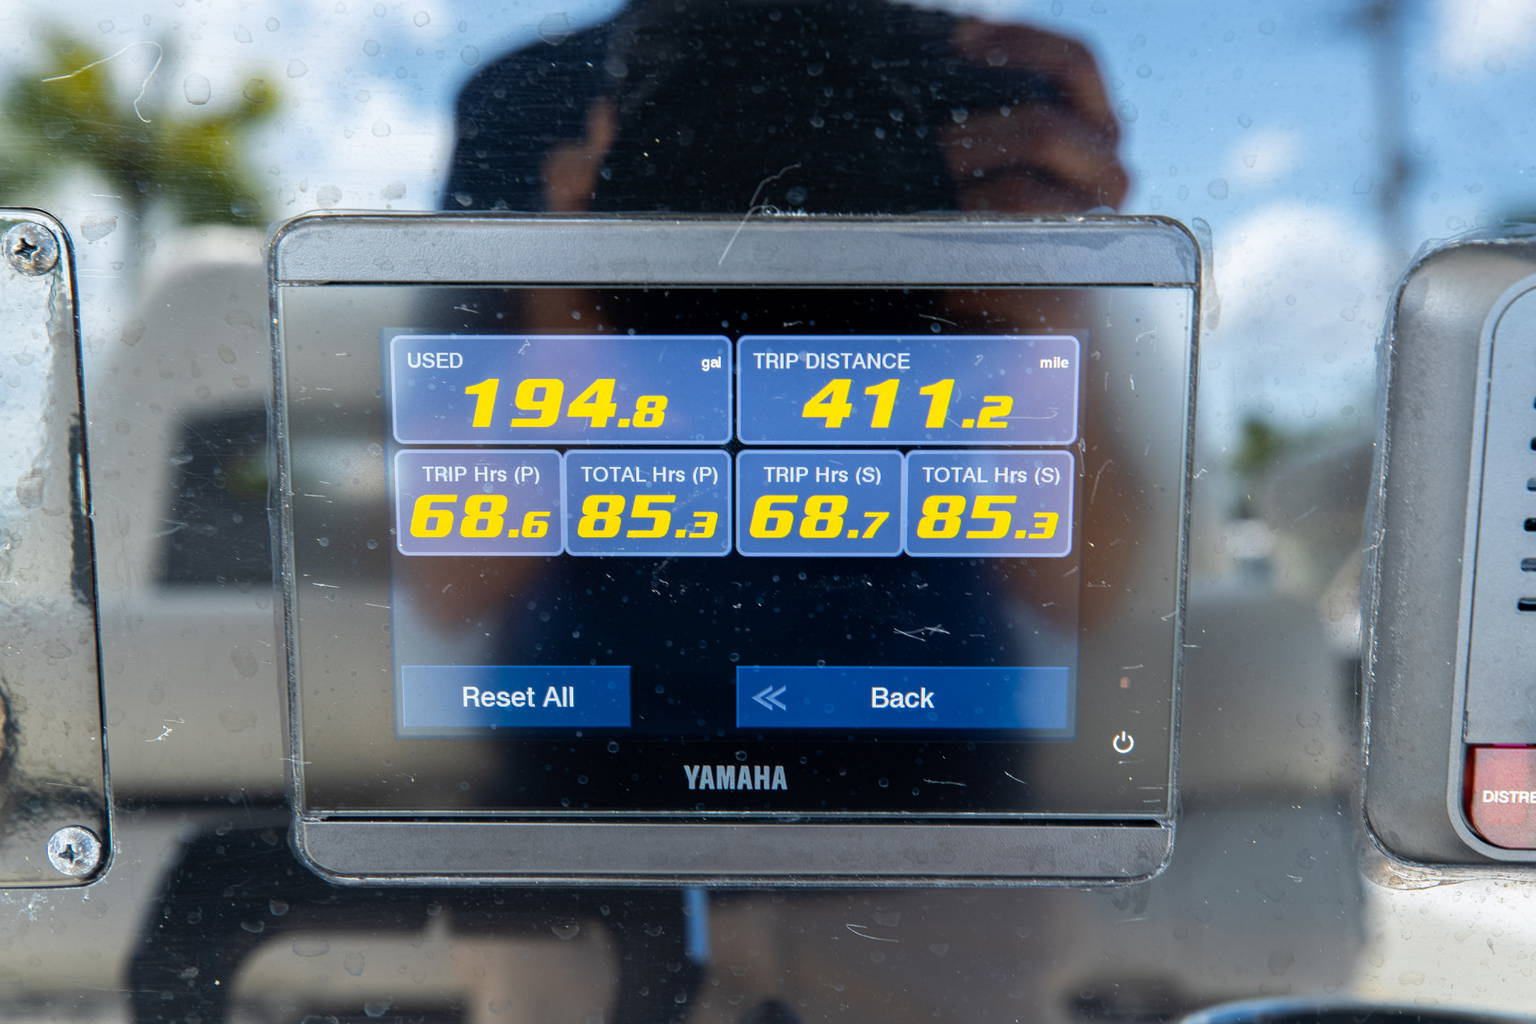 USED gal
194.8
TRIP DISTANCE mile
411.2
TRIP Hrs (P)
68.6
TOTAL Hrs (P)
85.3
TRIP Hrs (S)
68.7
TOTAL Hrs (S)
85.3
Reset All
Back
YAMAHA